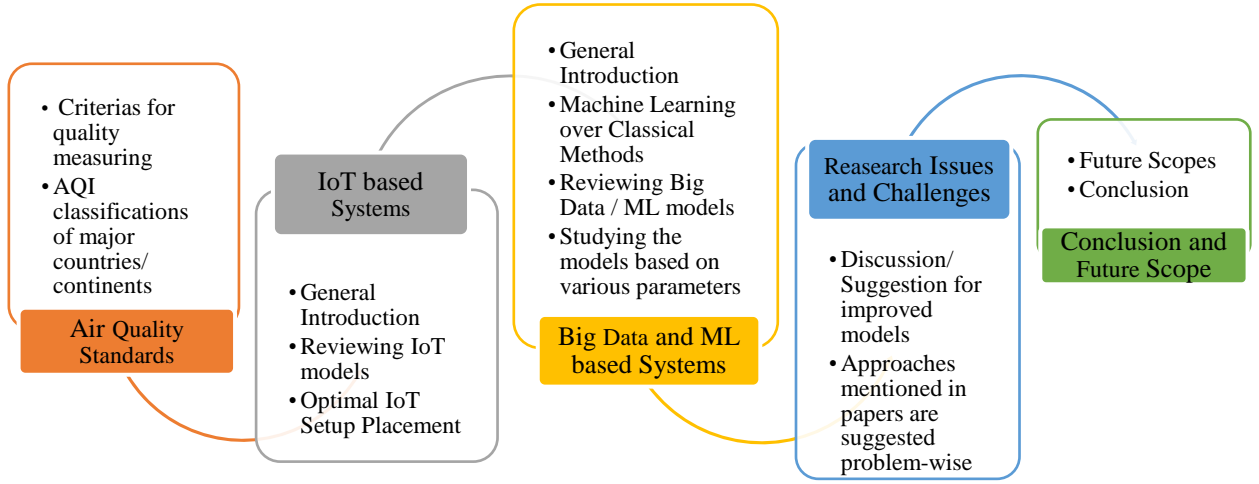 • Criterias for
quality
measuring
• AQI
classifications
of major
countries/
continents
Air Quality
Standards
IoT based
Systems
• General
Introduction
• Reviewing IoT
models
• Optimal IoT
Setup Placement
• General
Introduction
• Machine Learning
over Classical
Methods
• Reviewing Big
Data / ML models
• Studying the
models based on
various parameters
Big Data and ML
based Systems
Reasearch Issues
and Challenges
• Discussion/
Suggestion for
improved
models
• Approaches
mentioned in
papers are
suggested
problem-wise
• Future Scopes
• Conclusion
Conclusion and
Future Scope